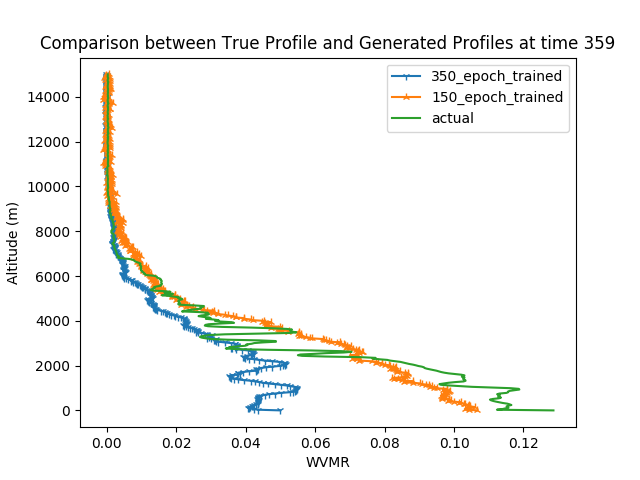 Comparison between True Profile and Generated Profiles at time 359
350_epoch_trained
150_epoch_trained
actual
14000
12000
10000
8000
6000
4000
2000
0
Altitude (m)
0.00 0.02 0.04 0.06 0.08 0.10 0.12
WVMR